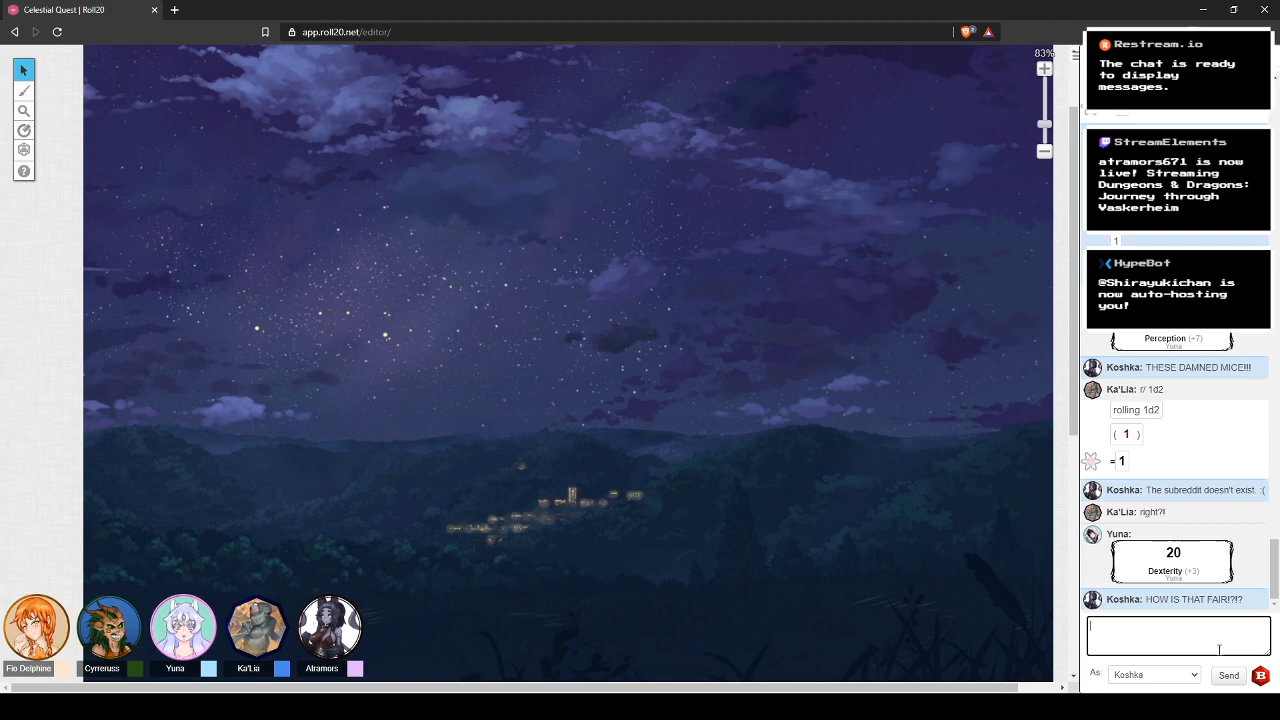 Celestial Quest | Roll20
app.roll20.net/editor/
83%
Restream.io
The chat is ready
to display
messages.
StreamElements
atramors671 is now
live! Streaming
Dungeons & Dragons:
Journey through
Vaskerheim
1
HypeBot
@Shirayukichan is
now auto-hosting
you!
Perception (+7)
Yuna
Koshka: THESE DAMNED MICE!!!
Ka'Lia: r/ 1d2
rolling 1d2
( 1 )
=1
Koshka: The subreddit doesn't exist. :(
Ka'Lia: right?!
Yuna:
20
Dexterity (+3)
Yuna
Koshka: HOW IS THAT FAIR!?!?
As: Koshka
Send
B
Fio Delphine
Cyrreruss
Yuna
Ka'Lia
Atramors